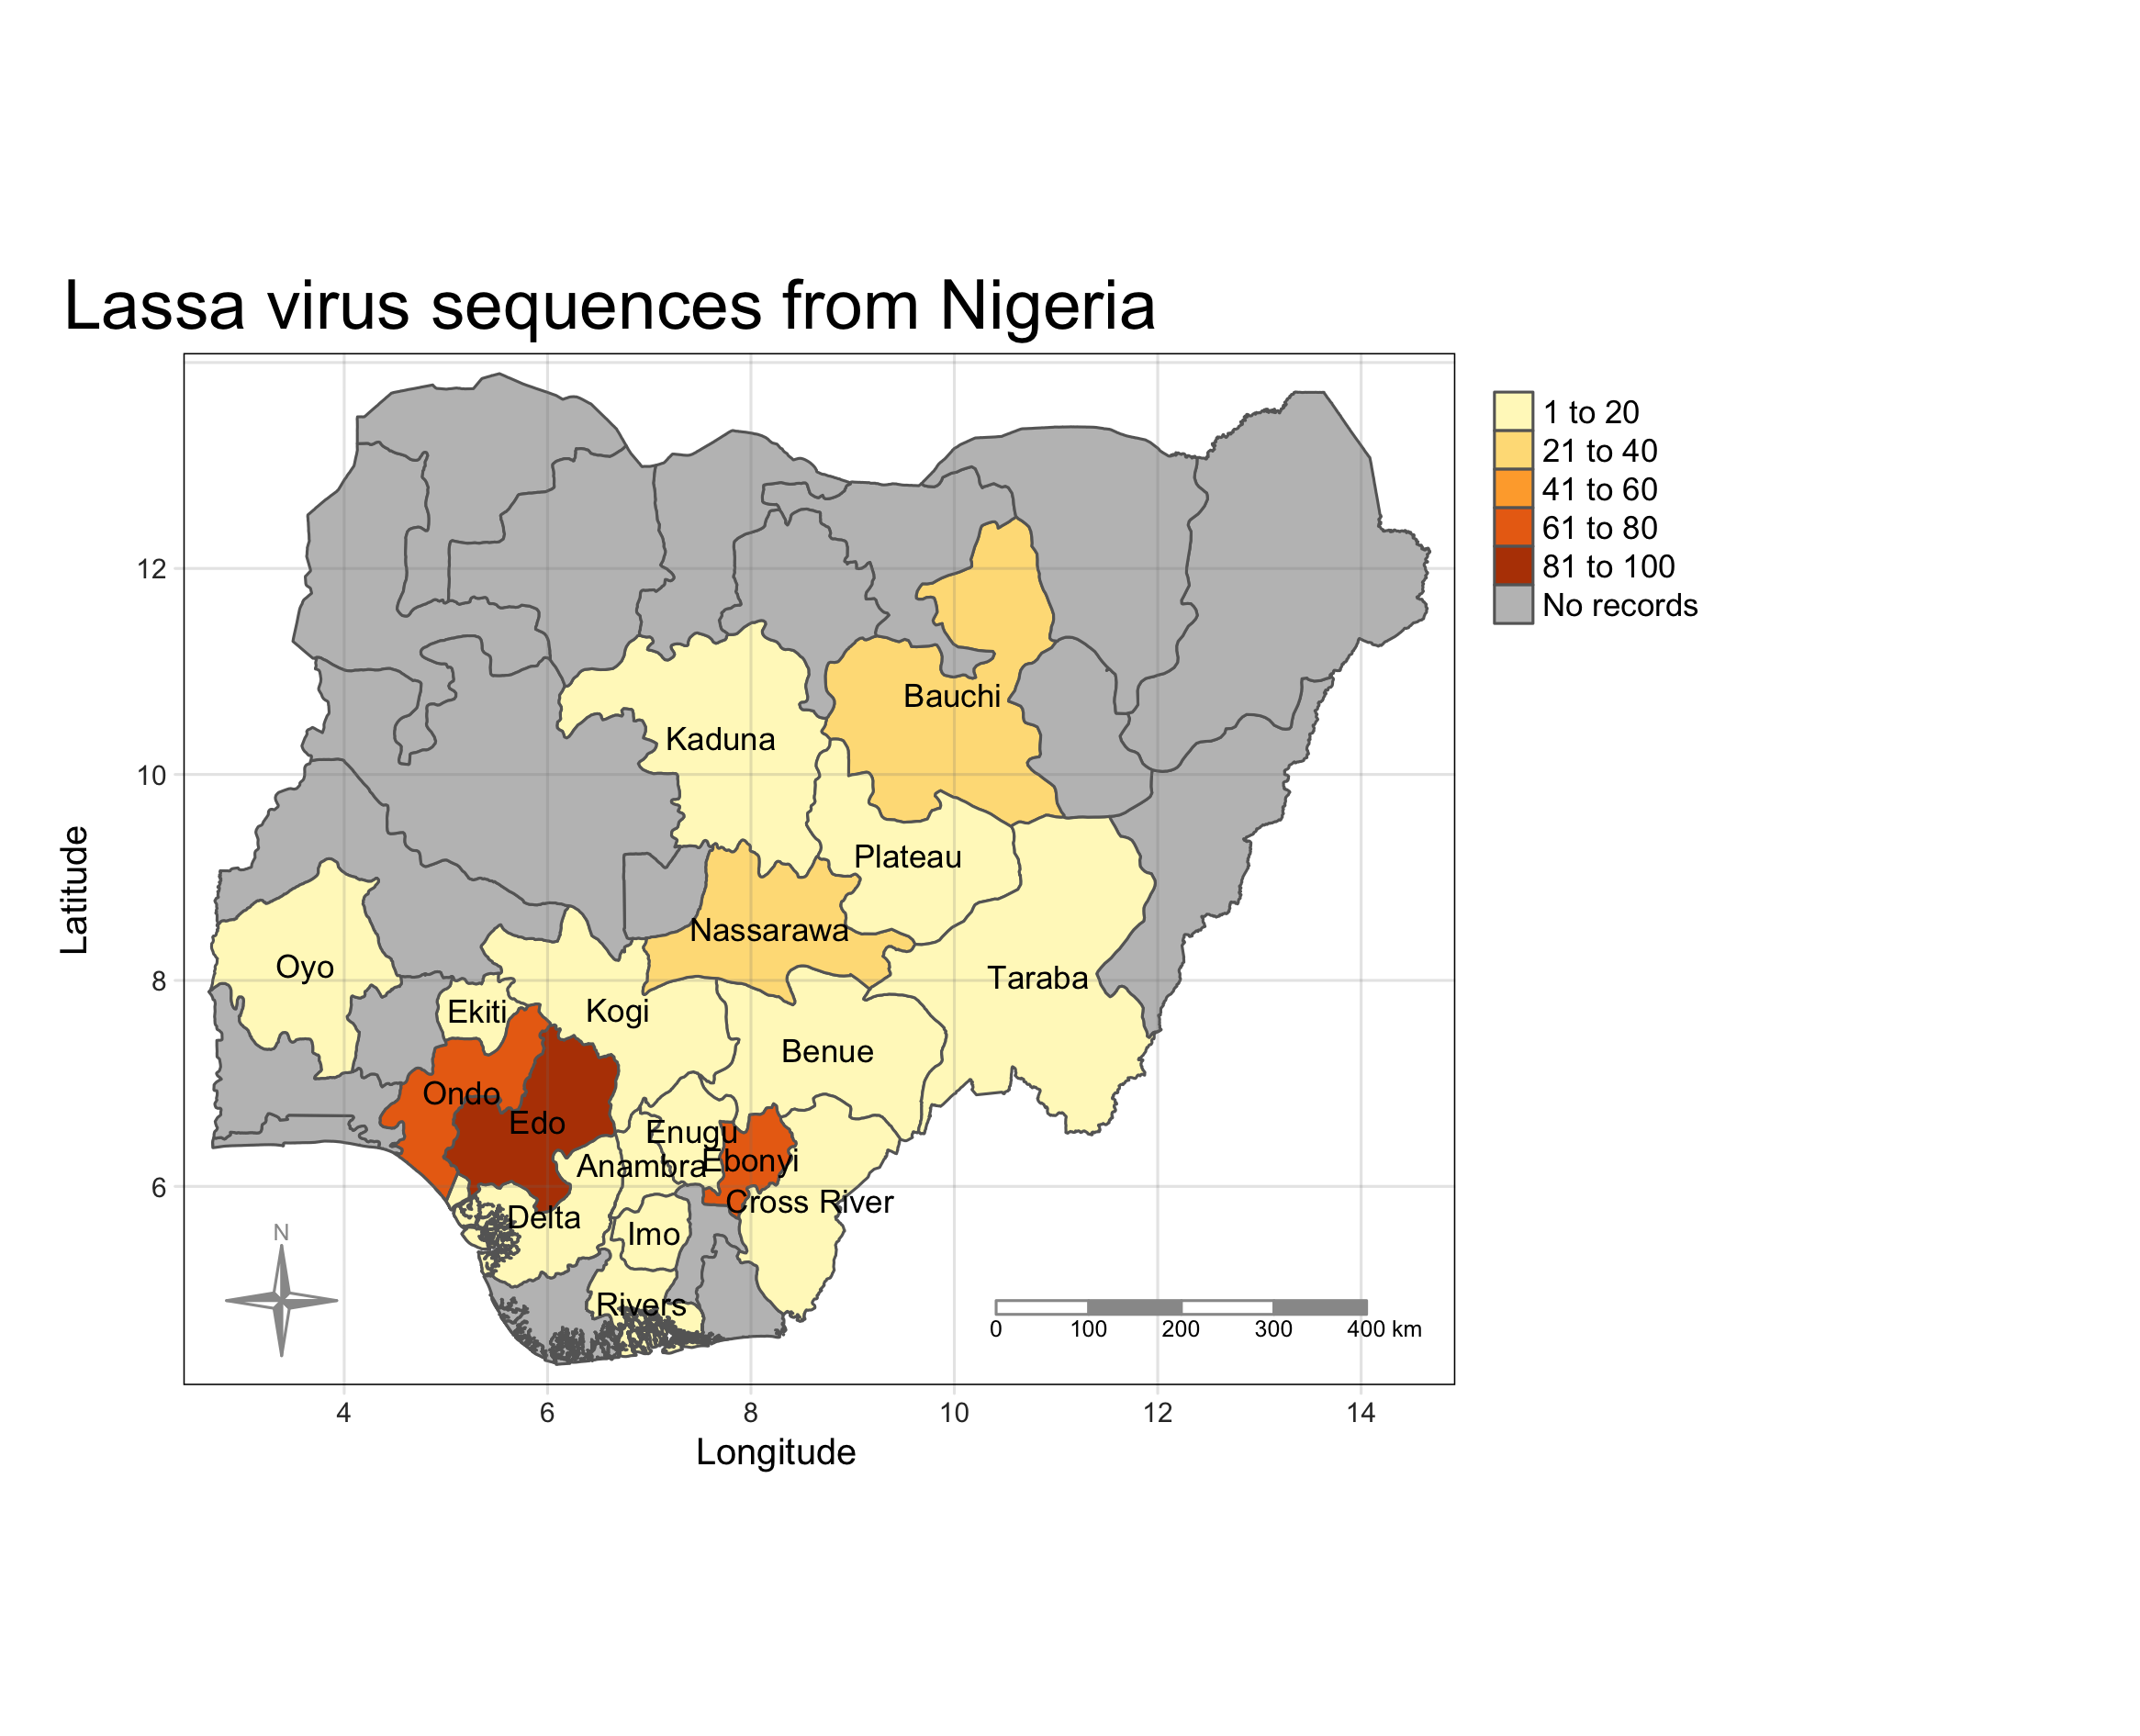 Lassa virus sequences from Nigeria
1 to 20
21 to 40
41 to 60
61 to 80
81 to 100
No records
12
10
8
6
Latitude
Bauchi
Kaduna
Plateau
Nassarawa
Oyo
Taraba
Ekiti
Kogi
Benue
Ondo
Edo
Enugu
Anambra
Ebonyi
Cross River
Delta
Imo
Rivers
N
0 100 200 300 400 km
4 6 8 10 12 14
Longitude